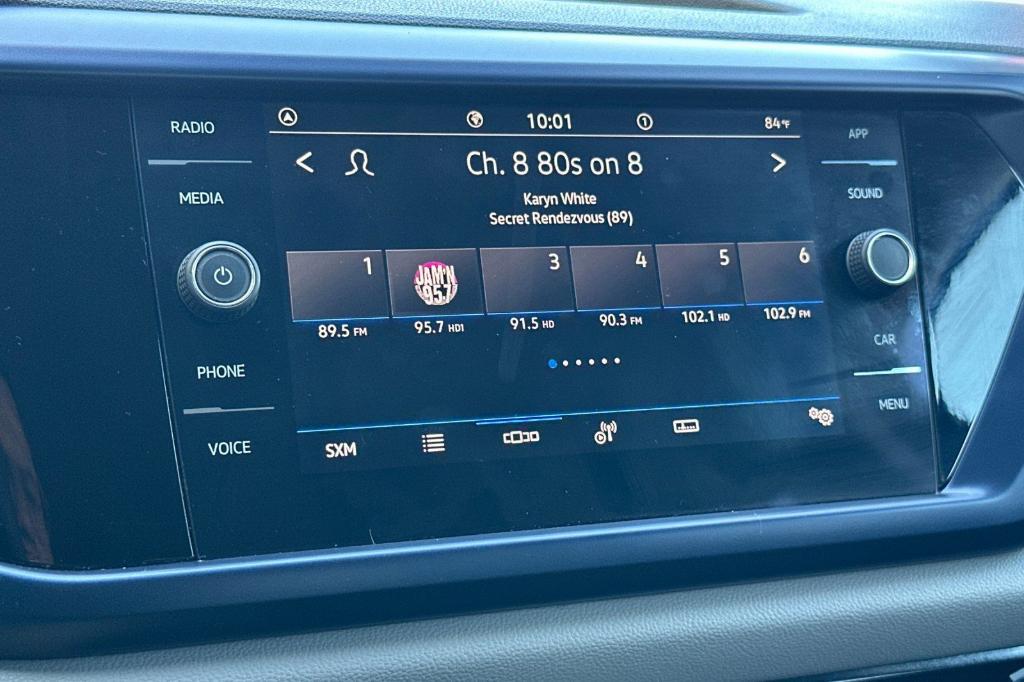 RADIO
MEDIA
PHONE
VOICE
10:01
1
84°F
< Ch. 8 80s on 8 >
Karyn White
Secret Rendezvous (89)
1
JAM'N
95.7
3
4
5
6
89.5 FM
95.7 HD1
91.5 HD
90.3 FM
102.1 HD
102.9 FM
SXM
APP
SOUND
CAR
MENU